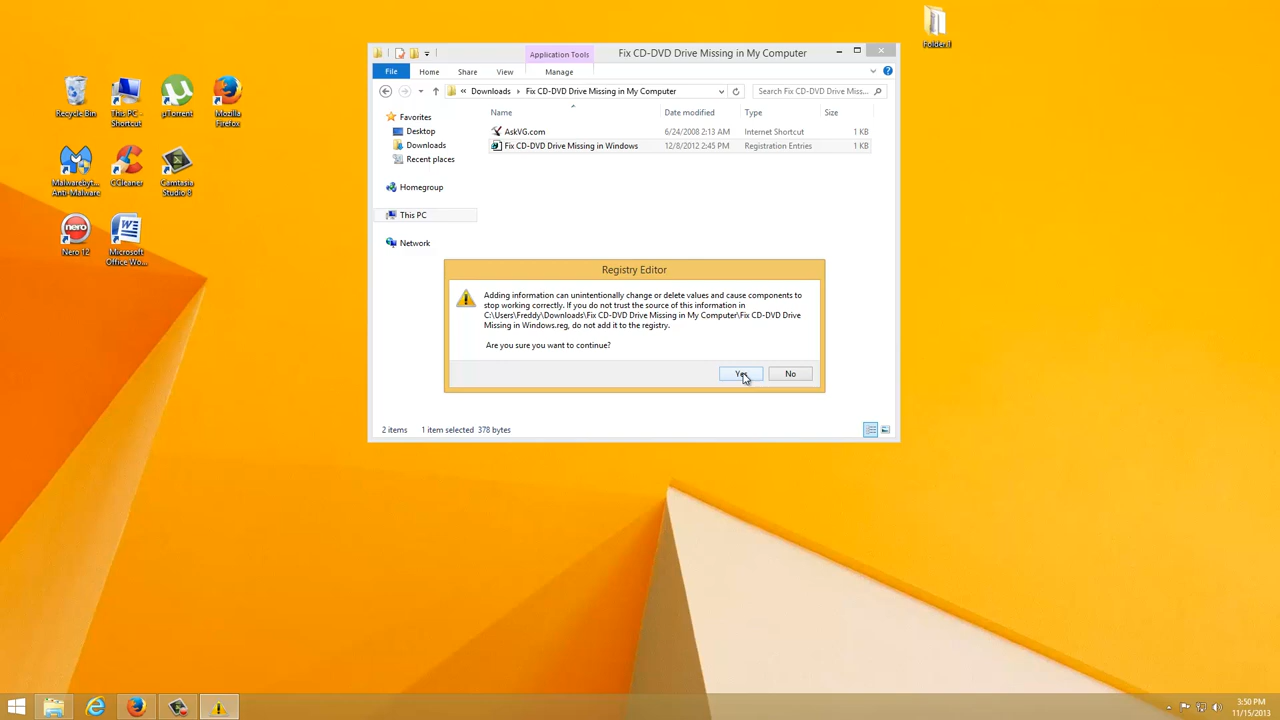 Folder.II
Application Tools
Fix CD-DVD Drive Missing in My Computer
File
Home
Share
View
Manage
« Downloads ▸ Fix CD-DVD Drive Missing in My Computer
Search Fix CD-DVD Drive Miss...
Name
Date modified
Type
Size
Favorites
Desktop
Downloads
Recent places
Homegroup
This PC
Network
AskVG.com
6/24/2008 2:13 AM
Internet Shortcut
1 KB
Fix CD-DVD Drive Missing in Windows
12/8/2012 2:45 PM
Registration Entries
1 KB
Recycle Bin
This PC -
Shortcut
µTorrent
Mozilla
Firefox
Malwarebyt...
Anti-Malware
CCleaner
Camtasia
Studio 8
nero
Nero 12
Microsoft
Office Wo...
Registry Editor
Adding information can unintentionally change or delete values and cause components to
stop working correctly. If you do not trust the source of this information in
C:\Users\Freddy\Downloads\Fix CD-DVD Drive Missing in My Computer\Fix CD-DVD Drive
Missing in Windows.reg, do not add it to the registry.
Are you sure you want to continue?
Yes
No
2 items
1 item selected 378 bytes
3:50 PM
11/15/2013